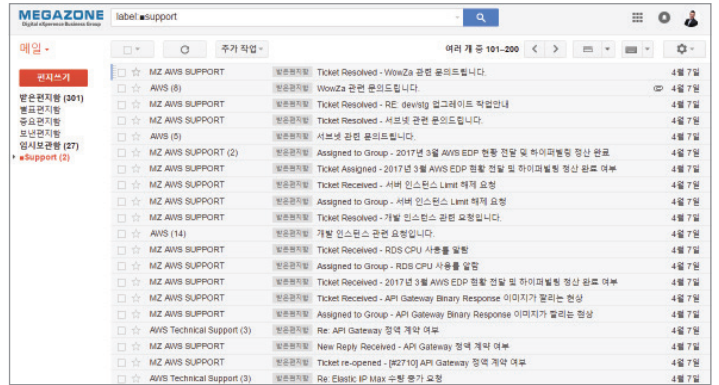 MEGAZONE
Digital eXperience Business Group
label:■support
메일
추가 작업
여러 개 중 101–200
편지쓰기
받은편지함 (301)
별표편지함
중요편지함
보낸편지함
임시보관함 (27)
■Support (2)
MZ AWS SUPPORT 받은편지함 Ticket Resolved - WowZa 관련 문의드립니다. 4월 7일
AWS (8) WowZa 관련 문의드립니다. 4월 7일
MZ AWS SUPPORT 받은편지함 Ticket Resolved - RE: dev/stg 업그레이드 작업안내 4월 7일
MZ AWS SUPPORT 받은편지함 Ticket Resolved - 서브넷 관련 문의드립니다. 4월 7일
AWS (5) 받은편지함 서브넷 관련 문의드립니다. 4월 7일
MZ AWS SUPPORT (2) 받은편지함 Assigned to Group - 2017년 3월 AWS EDP 현황 전달 및 하이퍼빌링 정산 완료 4월 7일
MZ AWS SUPPORT 받은편지함 Ticket Assigned - 2017년 3월 AWS EDP 현황 전달 및 하이퍼빌링 정산 완료 여부 4월 7일
MZ AWS SUPPORT 받은편지함 Ticket Received - 서버 인스턴스 Limit 해제 요청 4월 7일
MZ AWS SUPPORT 받은편지함 Assigned to Group - 서버 인스턴스 Limit 해제 요청 4월 7일
MZ AWS SUPPORT 받은편지함 Ticket Resolved - 개발 인스턴스 관련 요청입니다. 4월 7일
AWS (14) 받은편지함 개발 인스턴스 관련 요청입니다. 4월 7일
MZ AWS SUPPORT 받은편지함 Ticket Received - RDS CPU 사용률 알람 4월 7일
MZ AWS SUPPORT 받은편지함 Assigned to Group - RDS CPU 사용률 알람 4월 7일
MZ AWS SUPPORT 받은편지함 Ticket Received - 2017년 3월 AWS EDP 현황 전달 및 하이퍼빌링 정산 완료 여부 4월 7일
MZ AWS SUPPORT 받은편지함 Ticket Received - API Gateway Binary Response 이미지가 잘리는 현상 4월 7일
MZ AWS SUPPORT 받은편지함 Assigned to Group - API Gateway Binary Response 이미지가 잘리는 현상 4월 7일
AWS Technical Support (3) 받은편지함 Re: API Gateway 정액 계약 여부 4월 7일
MZ AWS SUPPORT 받은편지함 New Reply Received - API Gateway 정액 계약 여부 4월 7일
MZ AWS SUPPORT 받은편지함 Ticket re-opened - [#2710] API Gateway 정액 계약 여부 4월 7일
AWS Technical Support (3) 받은편지함 Re: Elastic IP Max 수량 증가 요청 4월 7일